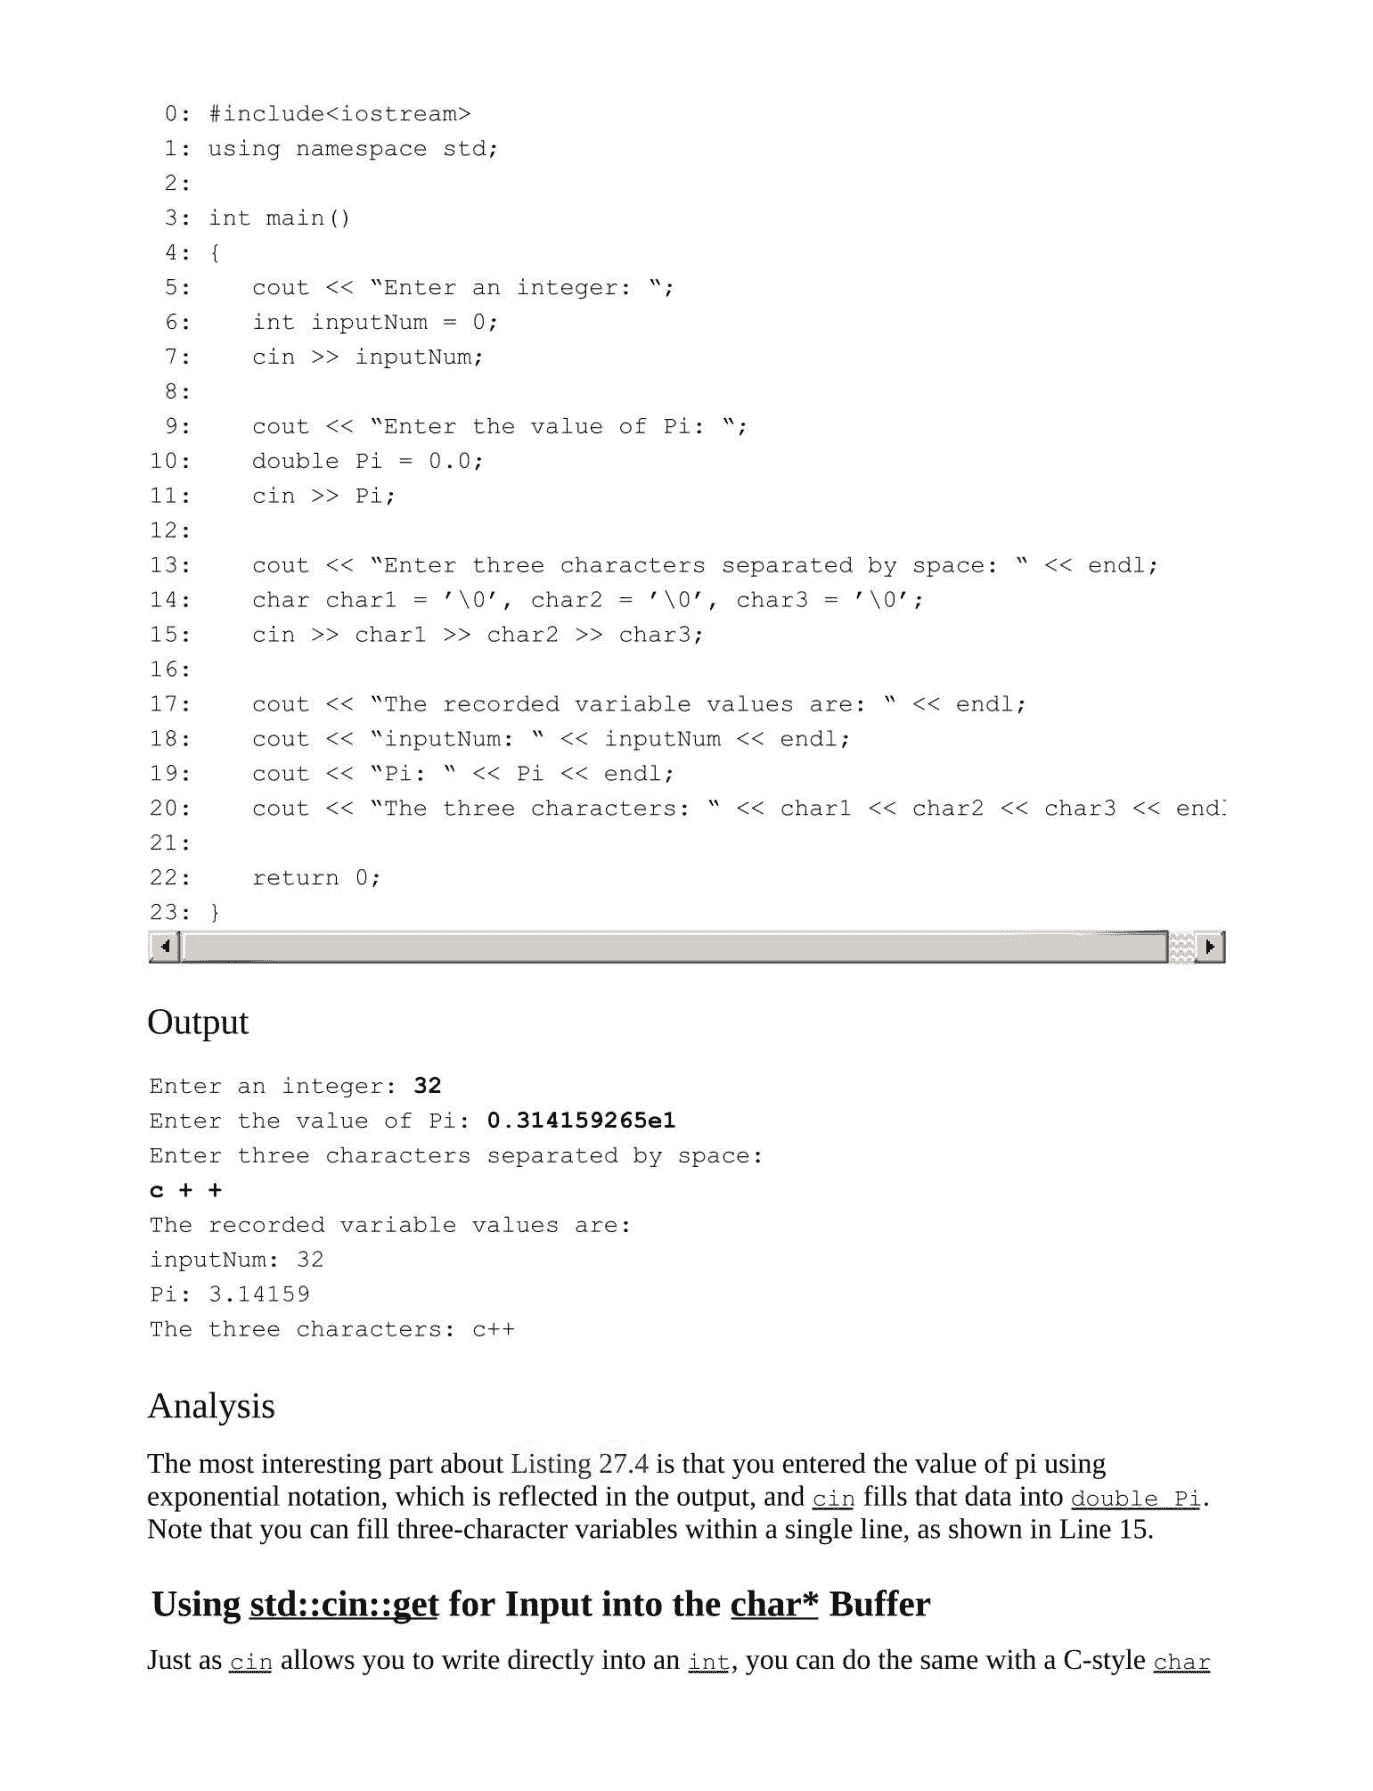 0: #include<iostream>
1: using namespace std;
2:
3: int main()
4: {
5:    cout << “Enter an integer: “;
6:    int inputNum = 0;
7:    cin >> inputNum;
8:
9:    cout << “Enter the value of Pi: “;
10:    double Pi = 0.0;
11:    cin >> Pi;
12:
13:    cout << “Enter three characters separated by space: “ << endl;
14:    char char1 = ’\0’, char2 = ’\0’, char3 = ’\0’;
15:    cin >> char1 >> char2 >> char3;
16:
17:    cout << “The recorded variable values are: “ << endl;
18:    cout << “inputNum: “ << inputNum << endl;
19:    cout << “Pi: “ << Pi << endl;
20:    cout << “The three characters: “ << char1 << char2 << char3 << end
21:
22:    return 0;
23: }
Output
Enter an integer: 32
Enter the value of Pi: 0.314159265e1
Enter three characters separated by space:
c + +
The recorded variable values are:
inputNum: 32
Pi: 3.14159
The three characters: c++
Analysis
The most interesting part about Listing 27.4 is that you entered the value of pi using
exponential notation, which is reflected in the output, and cin fills that data into double Pi.
Note that you can fill three-character variables within a single line, as shown in Line 15.
Using std::cin::get for Input into the char* Buffer
Just as cin allows you to write directly into an int, you can do the same with a C-style char